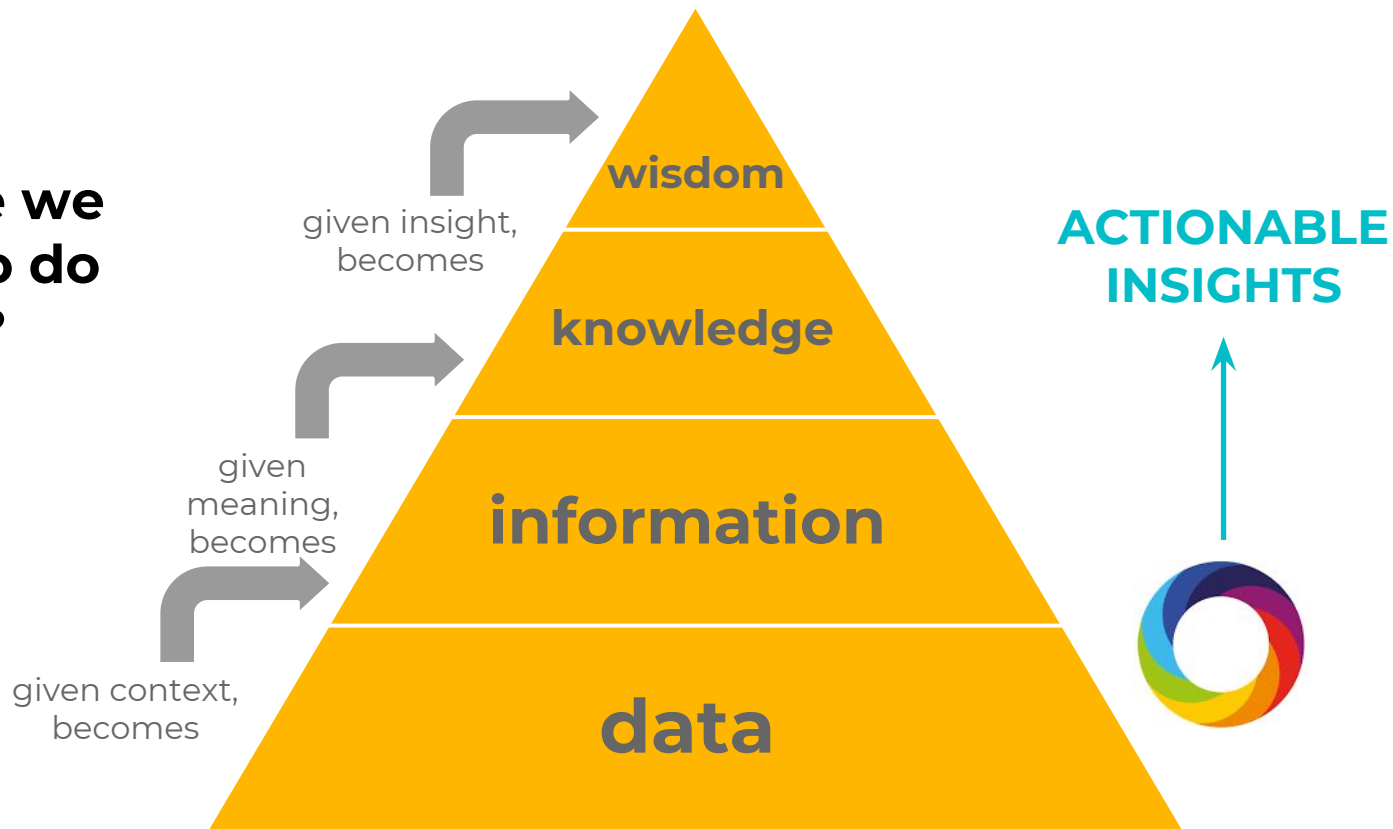 e we
o do
?
wisdom
given insight,
becomes
ACTIONABLE
INSIGHTS
knowledge
given
meaning,
becomes
information
given context,
becomes
data